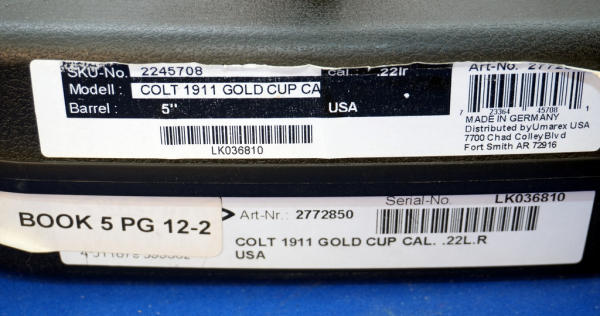 SKU-No. 2245708 cal.: .22lr Art-No. 277285
Modell : COLT 1911 GOLD CUP CA
Barrel : 5" USA
LK036810
7 23364 45708 1
MADE IN GERMANY
Distributed by Umarex USA
7700 Chad Colley Blvd
Fort Smith AR 72916
Serial-No. LK036810
BOOK 5 PG 12-2
Art-Nr.: 2772850
COLT 1911 GOLD CUP CAL. .22L.R
USA